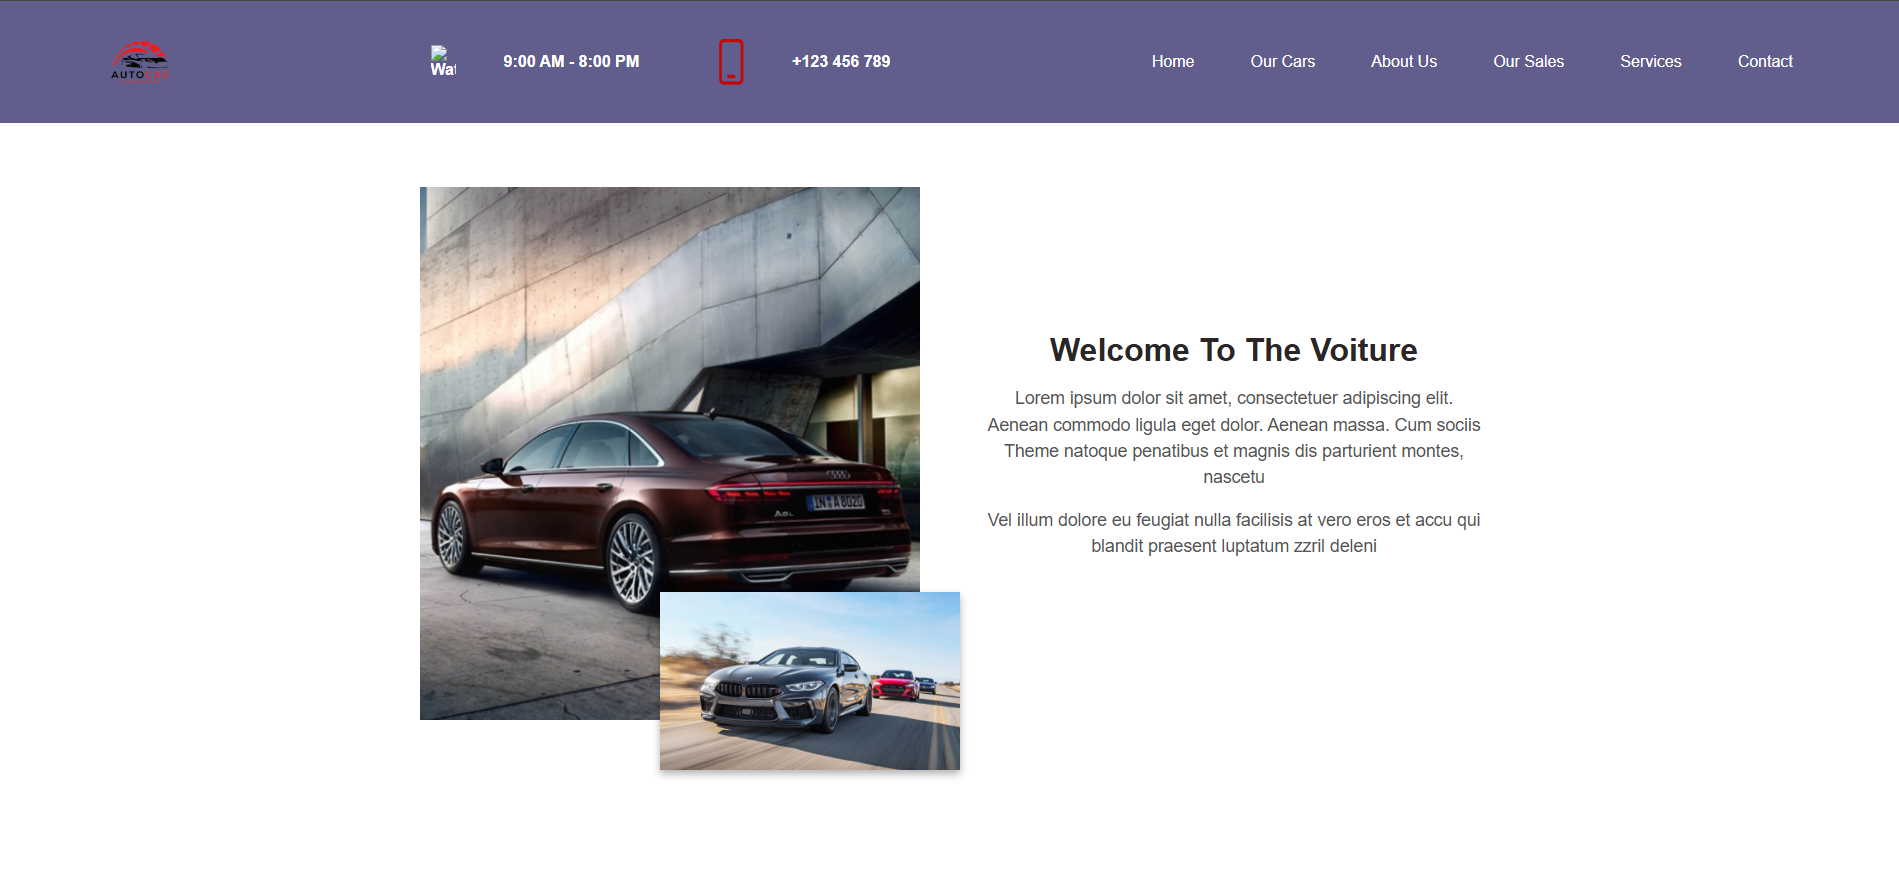 AUTOCAR
Wat
9:00 AM - 8:00 PM
+123 456 789
Home
Our Cars
About Us
Our Sales
Services
Contact
Welcome To The Voiture
Lorem ipsum dolor sit amet, consectetuer adipiscing elit.
Aenean commodo ligula eget dolor. Aenean massa. Cum sociis
Theme natoque penatibus et magnis dis parturient montes,
nascetu
Vel illum dolore eu feugiat nulla facilisis at vero eros et accu qui
blandit praesent luptatum zzril deleni
A8L
IN A 8020